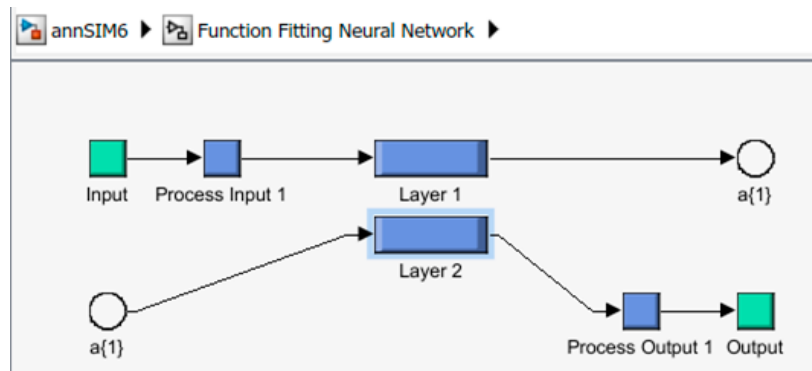 annSIM6 Function Fitting Neural Network
Input Process Input 1 Layer 1 a{1}
Layer 2
a{1} Process Output 1 Output